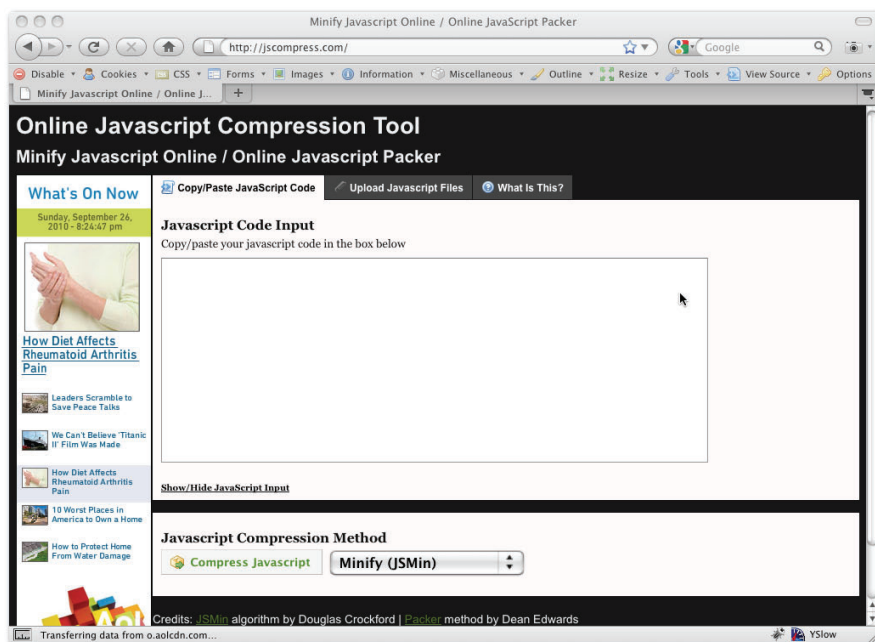 Minify Javascript Online / Online JavaScript Packer
http://jscompress.com/
Google
Disable Cookies CSS Forms Images Information Miscellaneous Outline Resize Tools View Source Options
Minify Javascript Online / Online J... +
Online Javascript Compression Tool
Minify Javascript Online / Online Javascript Packer
What's On Now
Sunday, September 26,
2010 - 8:24:47 pm
How Diet Affects
Rheumatoid Arthritis
Pain
Leaders Scramble to
Save Peace Talks
We Can't Believe 'Titanic
II' Film Was Made
How Diet Affects
Rheumatoid Arthritis
Pain
10 Worst Places in
America to Own a Home
How to Protect Home
From Water Damage
Aol
Copy/Paste JavaScript Code Upload Javascript Files What Is This?
Javascript Code Input
Copy/paste your javascript code in the box below
Show/Hide JavaScript Input
Javascript Compression Method
Compress Javascript Minify (JSMin)
Credits: JSMin algorithm by Douglas Crockford | Packer method by Dean Edwards
Transferring data from o.aolcdn.com... YSlow